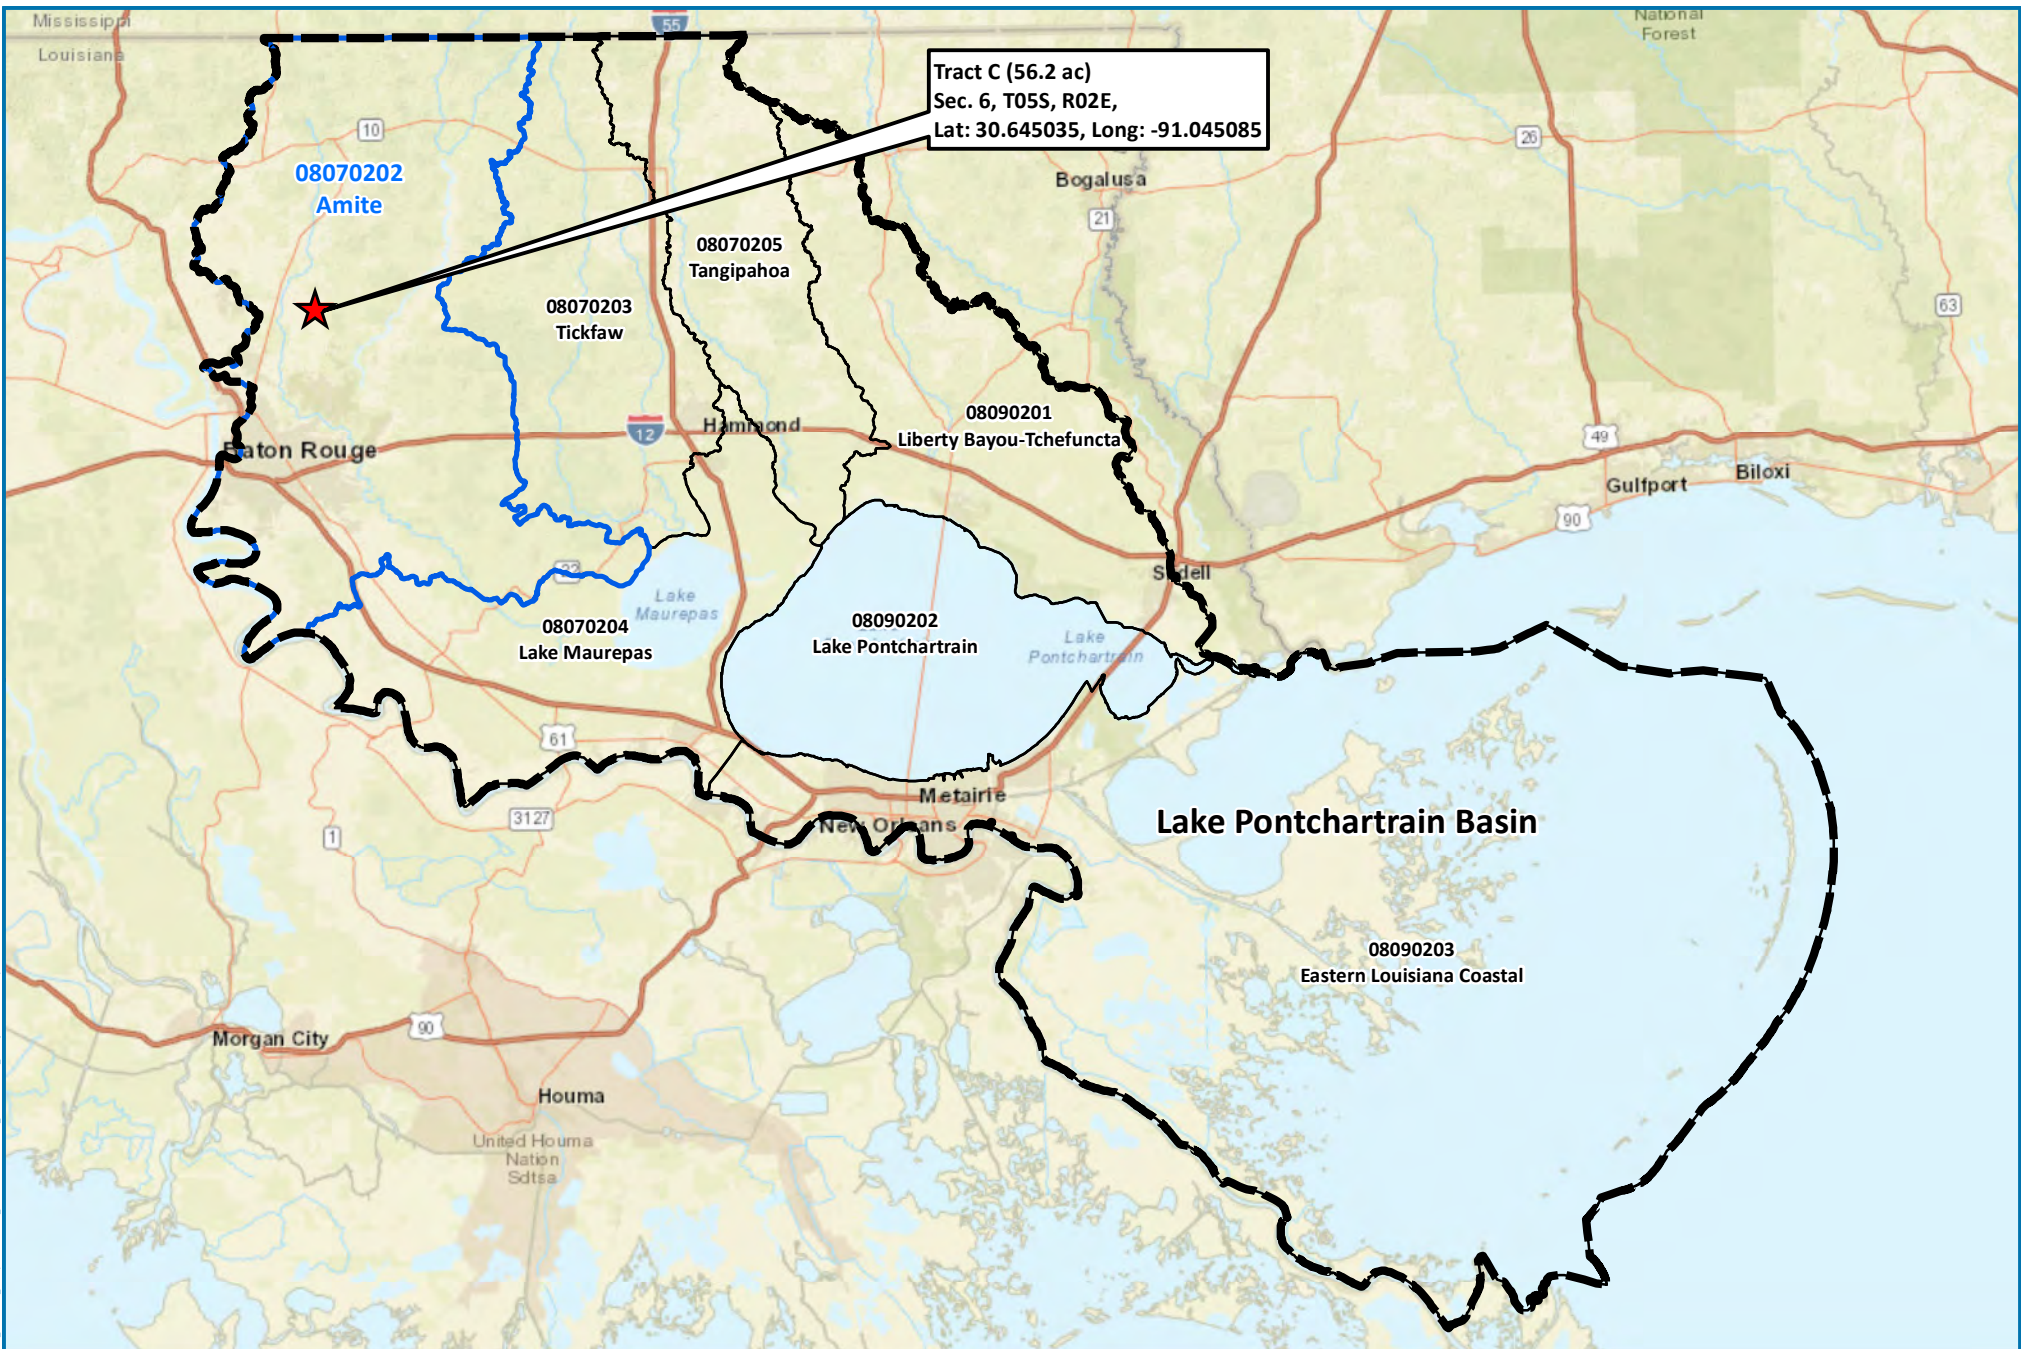 Mississippi
Louisiana
55
National
Forest
Tract C (56.2 ac)
Sec. 6, T05S, R02E,
Lat: 30.645035, Long: -91.045085
10
26
08070202
Amite
Bogalusa
21
08070205
Tangipahoa
08070203
Tickfaw
63
08090201
Liberty Bayou-Tchefuncta
12
Hammond
49
Baton Rouge
Gulfport
Biloxi
90
22
Slidell
Lake
Maurepas
08070204
Lake Maurepas
08090202
Lake Pontchartrain
Lake
Pontchartrain
61
3127
1
Metairie
New Orleans
Lake Pontchartrain Basin
08090203
Eastern Louisiana Coastal
Morgan City
90
Houma
United Houma
Nation
Sdtsa